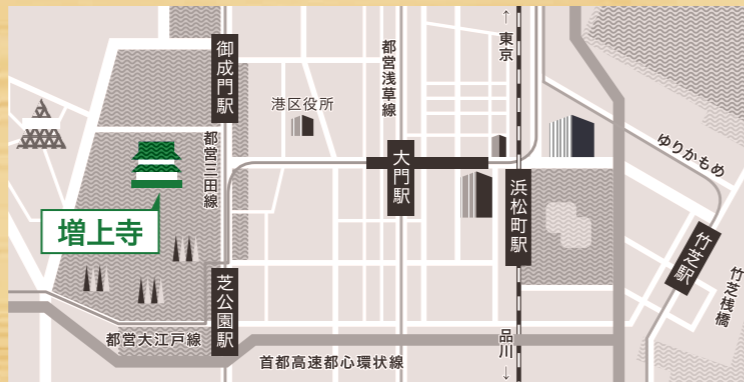 御成門駅
都営三田線
港区役所
都営浅草線
↑
東京
大門駅
浜松町駅
ゆりかもめ
竹芝駅
竹芝桟橋
増上寺
芝公園駅
都営大江戸線
首都高速都心環状線
品川
↓